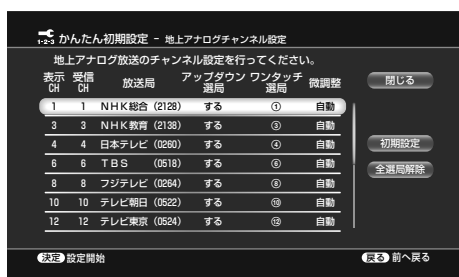 1-2-3 かんたん初期設定 - 地上アナログチャンネル設定
地上アナログ放送のチャンネル設定を行ってください。
表示CH 受信CH 放送局 アップダウン選局 ワンタッチ選局 微調整
閉じる
1 1 NHK総合 (2128) する ① 自動
3 3 NHK教育 (2138) する ③ 自動
4 4 日本テレビ (0260) する ④ 自動
初期設定
6 6 TBS (0518) する ⑥ 自動
全選局解除
8 8 フジテレビ (0264) する ⑧ 自動
10 10 テレビ朝日 (0522) する ⑩ 自動
12 12 テレビ東京 (0524) する ⑫ 自動
決定 設定開始
戻る 前へ戻る